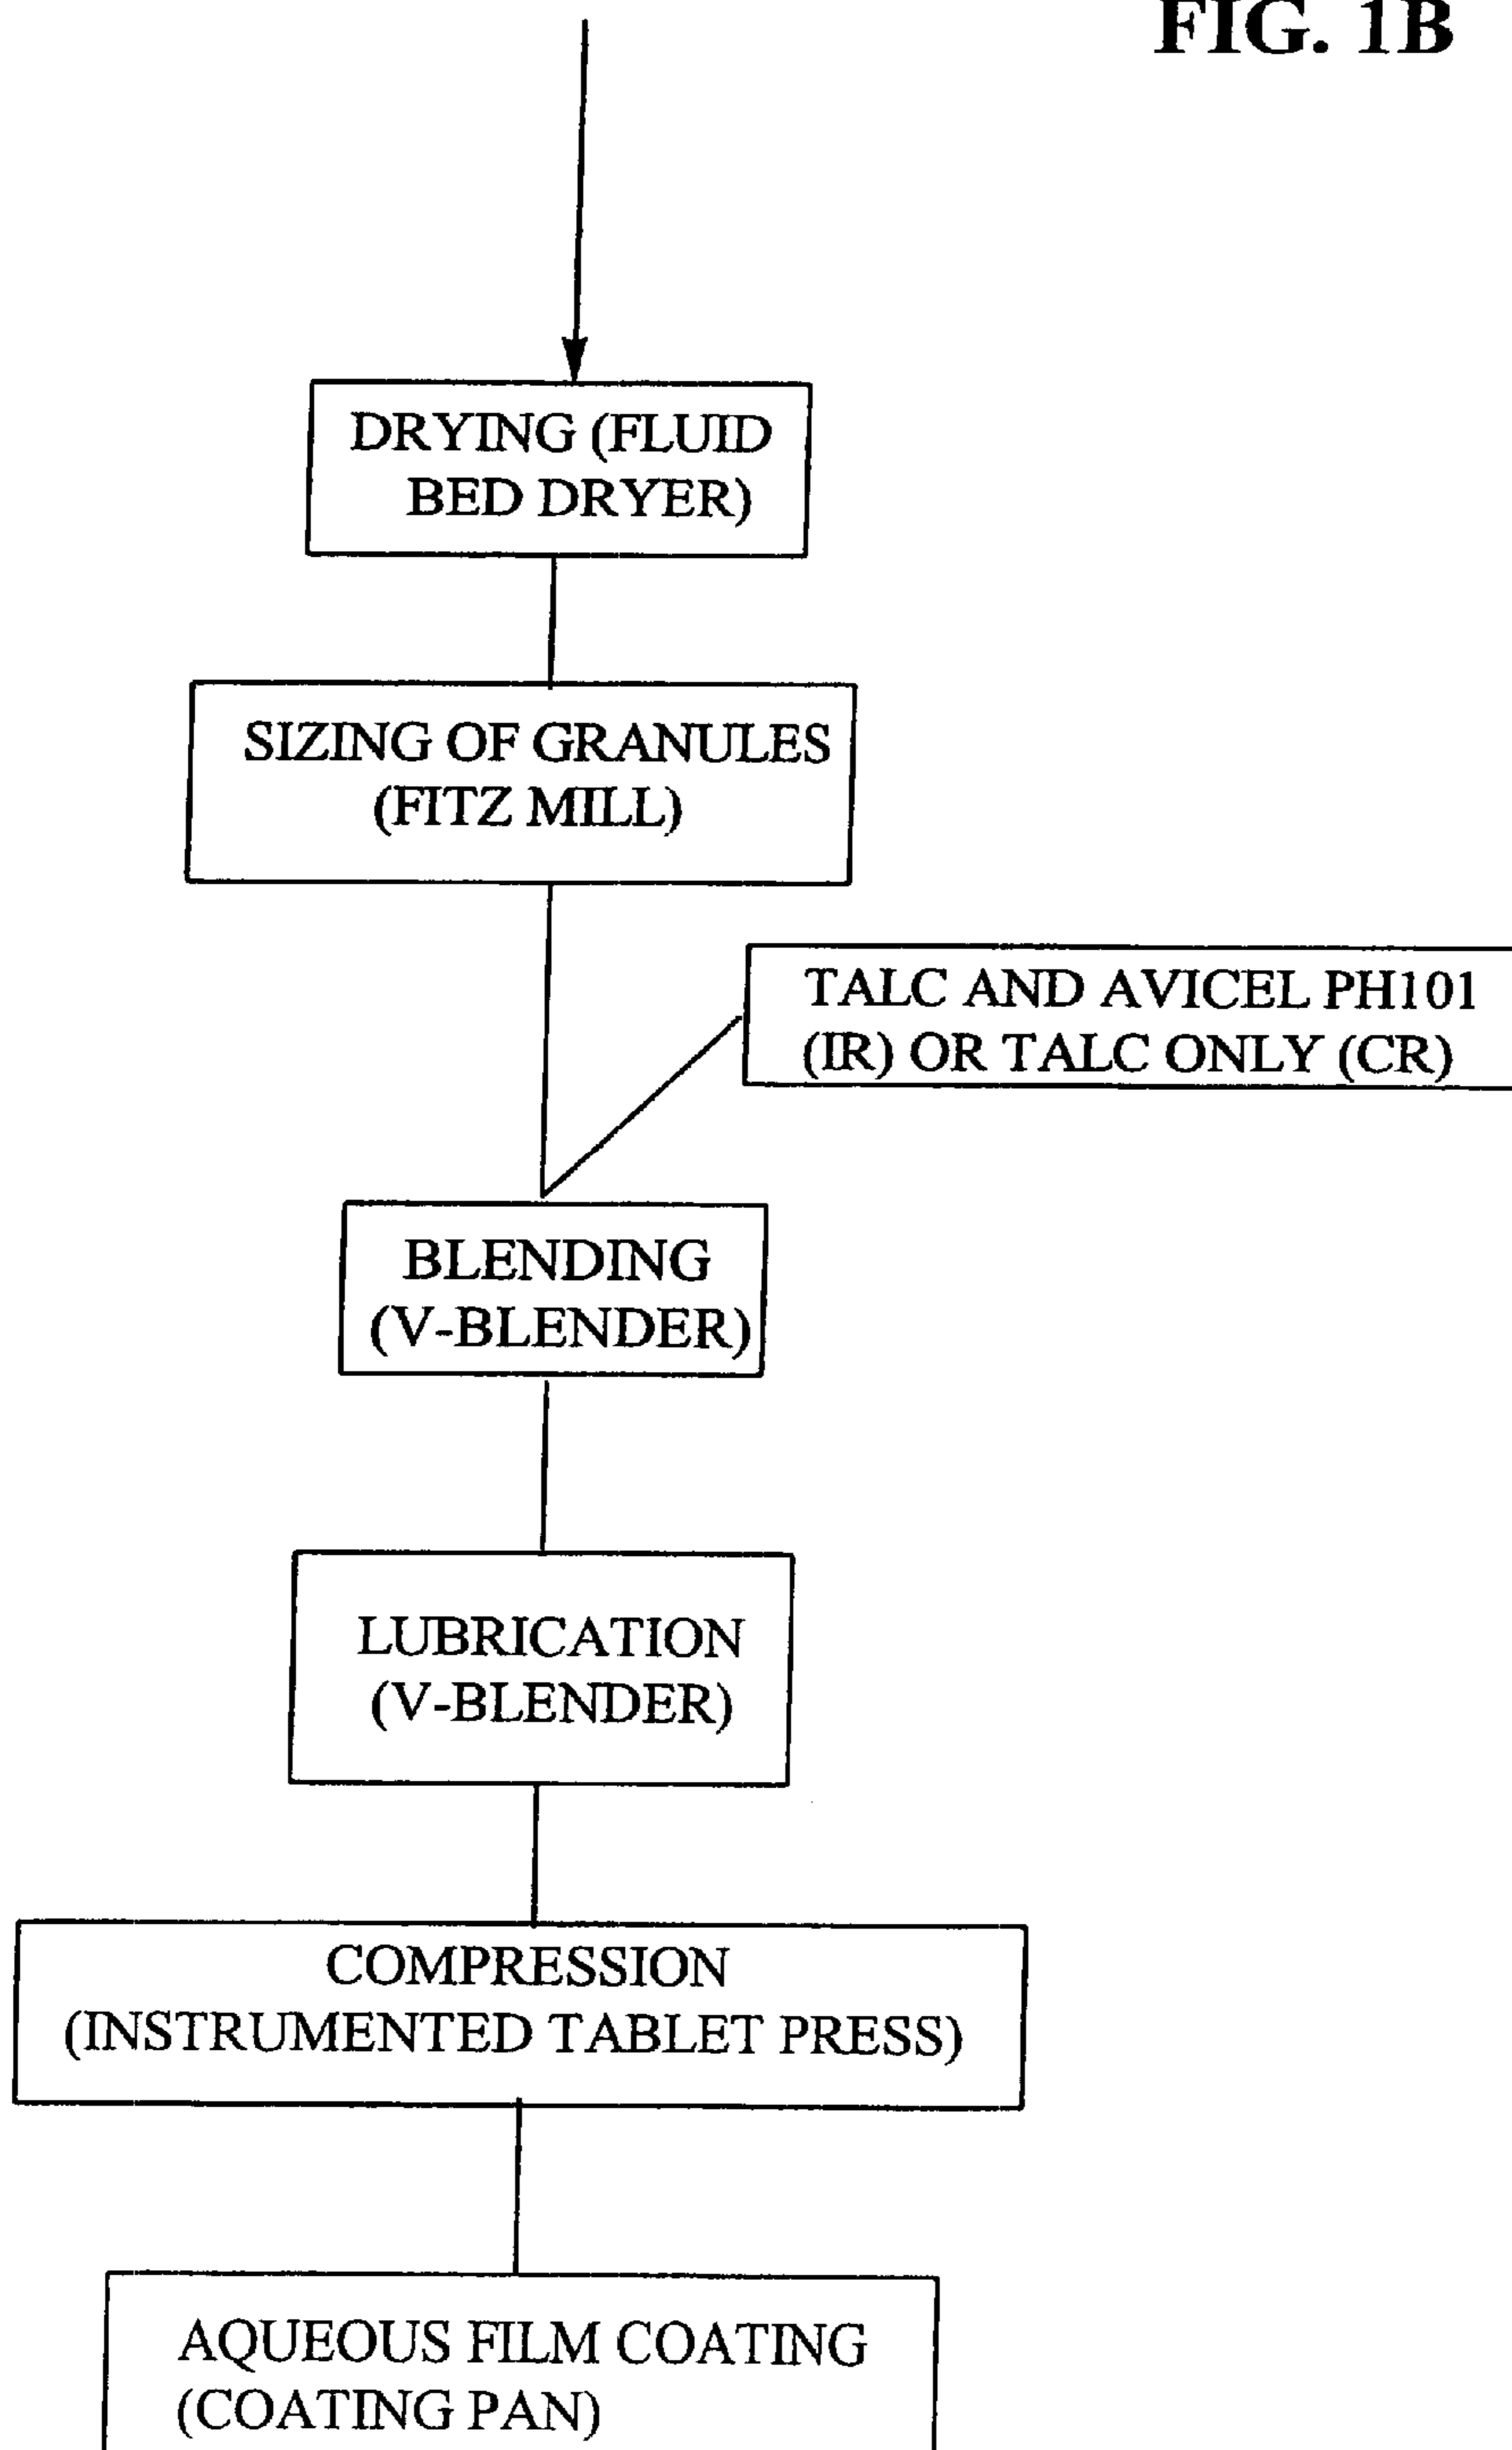 FIG. 1B
DRYING (FLUID
BED DRYER)
SIZING OF GRANULES
(FITZ MILL)
TALC AND AVICEL PH101
(IR) OR TALC ONLY (CR)
BLENDING
(V-BLENDER)
LUBRICATION
(V-BLENDER)
COMPRESSION
(INSTRUMENTED TABLET PRESS)
AQUEOUS FILM COATING
(COATING PAN)